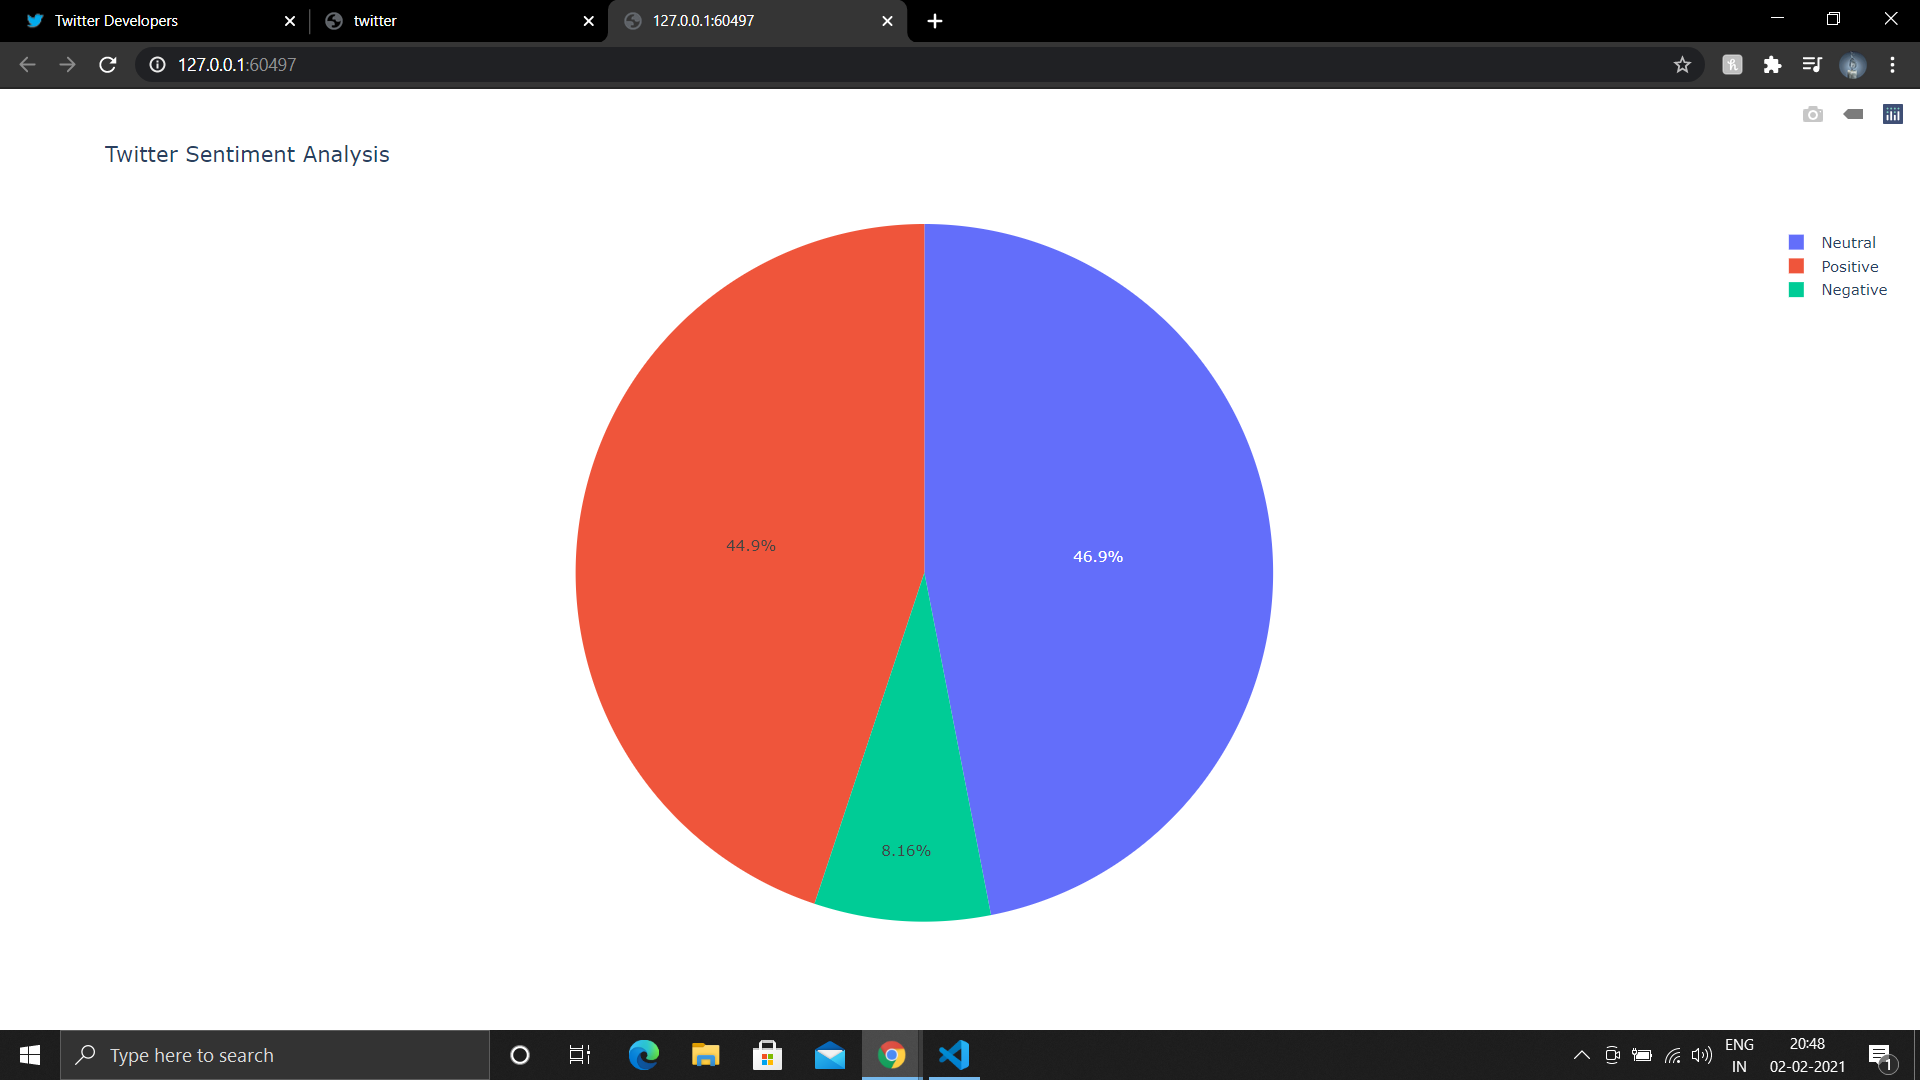 Twitter Developers
twitter
127.0.0.1:60497
127.0.0.1:60497
Twitter Sentiment Analysis
Neutral
Positive
Negative
44.9%
46.9%
8.16%
Type here to search
ENG
IN
20:48
02-02-2021
1